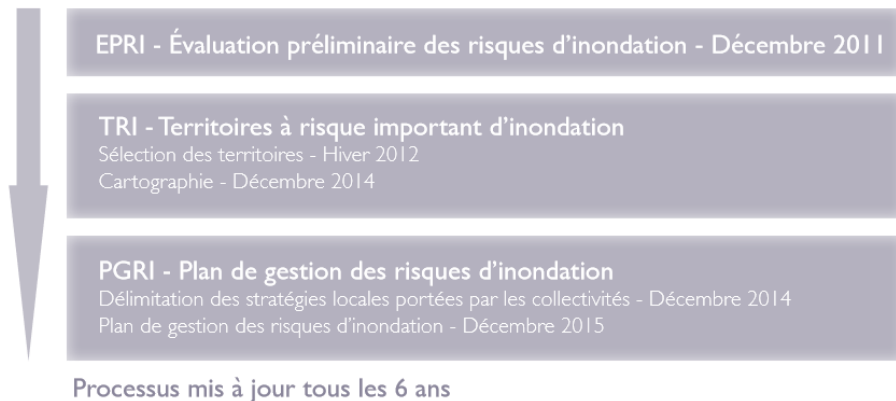 EPRI - Évaluation préliminaire des risques d'inondation - Décembre 2011
TRI - Territoires à risque important d'inondation
Sélection des territoires - Hiver 2012
Cartographie - Décembre 2014
PGRI - Plan de gestion des risques d'inondation
Délimitation des stratégies locales portées par les collectivités - Décembre 2014
Plan de gestion des risques d'inondation - Décembre 2015
Processus mis à jour tous les 6 ans